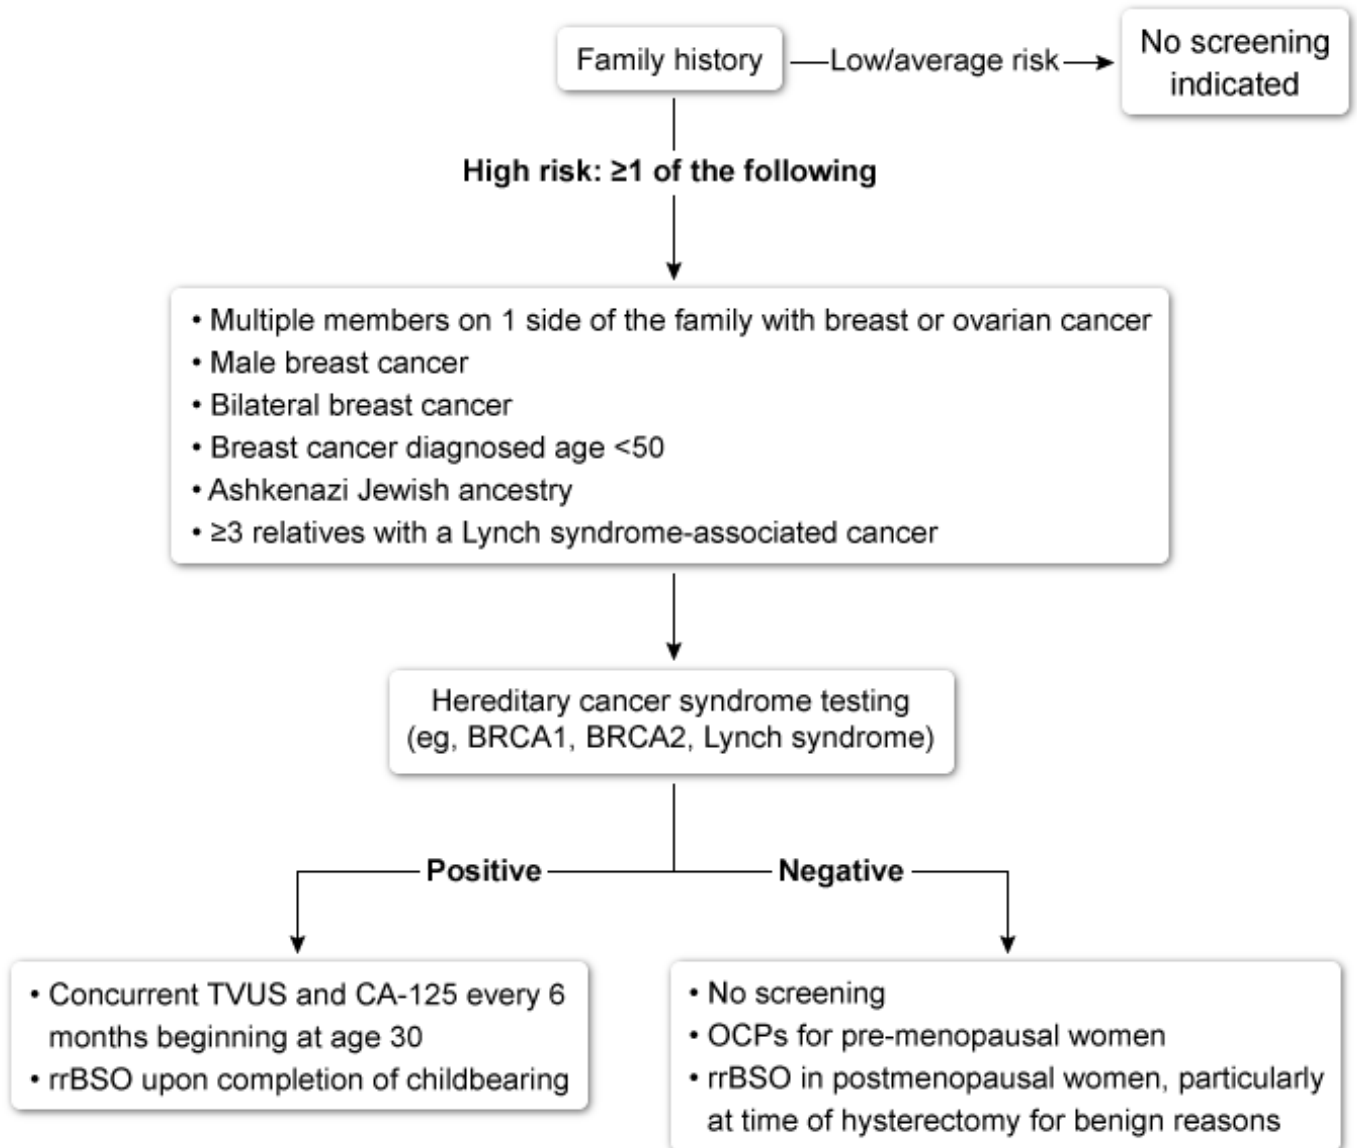 Family history
Low/average risk
No screening
indicated
High risk: ≥1 of the following
• Multiple members on 1 side of the family with breast or ovarian cancer
• Male breast cancer
• Bilateral breast cancer
• Breast cancer diagnosed age <50
• Ashkenazi Jewish ancestry
• ≥3 relatives with a Lynch syndrome-associated cancer
Hereditary cancer syndrome testing
(eg, BRCA1, BRCA2, Lynch syndrome)
Positive
Negative
• Concurrent TVUS and CA-125 every 6
months beginning at age 30
• rrBSO upon completion of childbearing
• No screening
• OCPs for pre-menopausal women
• rrBSO in postmenopausal women, particularly
at time of hysterectomy for benign reasons